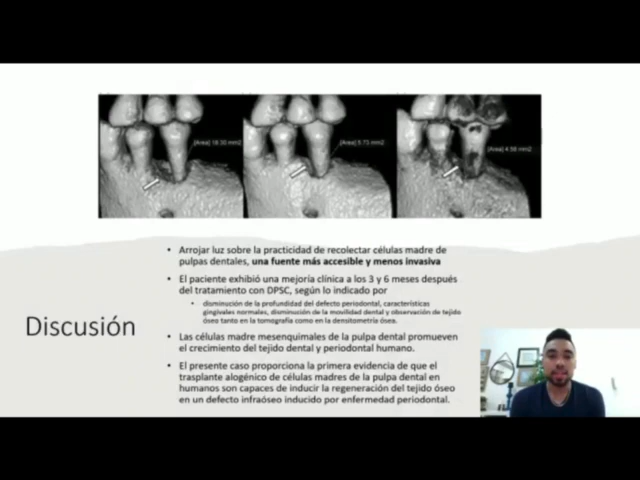 [Area] 18.30 mm2
[Area] 5.73 mm2
[Area] 4.58 mm2
Discusión
• Arrojar luz sobre la practicidad de recolectar células madre de
pulpas dentales, una fuente más accesible y menos invasiva
• El paciente exhibió una mejoría clínica a los 3 y 6 meses después
del tratamiento con DPSC, según lo indicado por
• disminución de la profundidad del defecto periodontal, características
gingivales normales, disminución de la movilidad dental y observación de tejido
óseo tanto en la tomografía como en la densitometría ósea.
• Las células madre mesenquimales de la pulpa dental promueven
el crecimiento del tejido dental y periodontal humano.
• El presente caso proporciona la primera evidencia de que el
trasplante alogénico de células madres de la pulpa dental en
humanos son capaces de inducir la regeneración del tejido óseo
en un defecto infraóseo inducido por enfermedad periodontal.